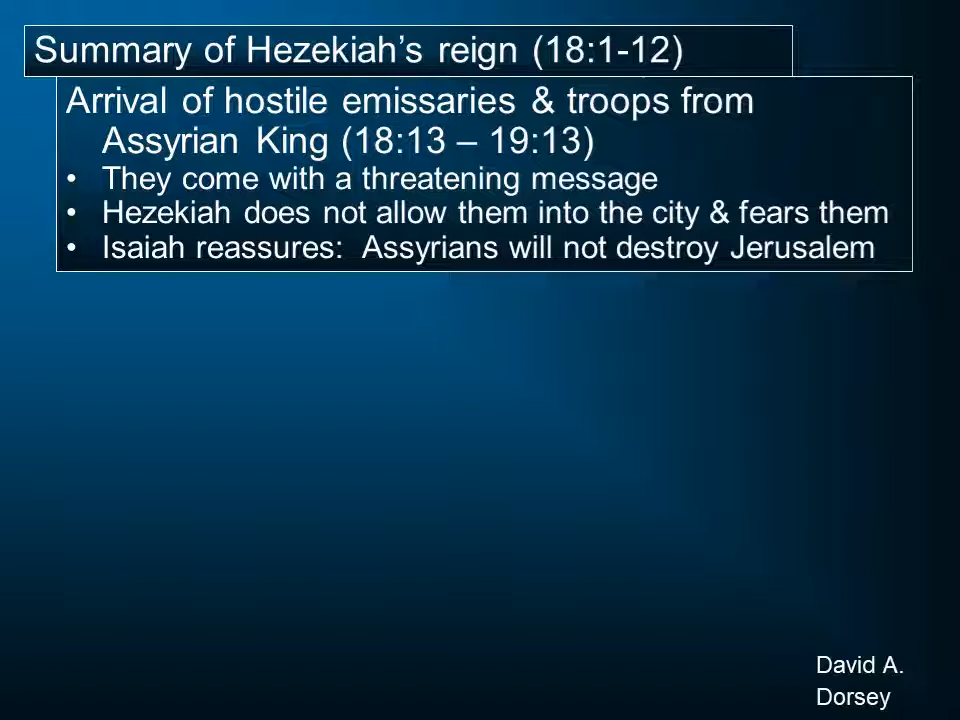 Summary of Hezekiah’s reign (18:1-12)
Arrival of hostile emissaries & troops from
Assyrian King (18:13 – 19:13)
• They come with a threatening message
• Hezekiah does not allow them into the city & fears them
• Isaiah reassures:  Assyrians will not destroy Jerusalem
David A.
Dorsey